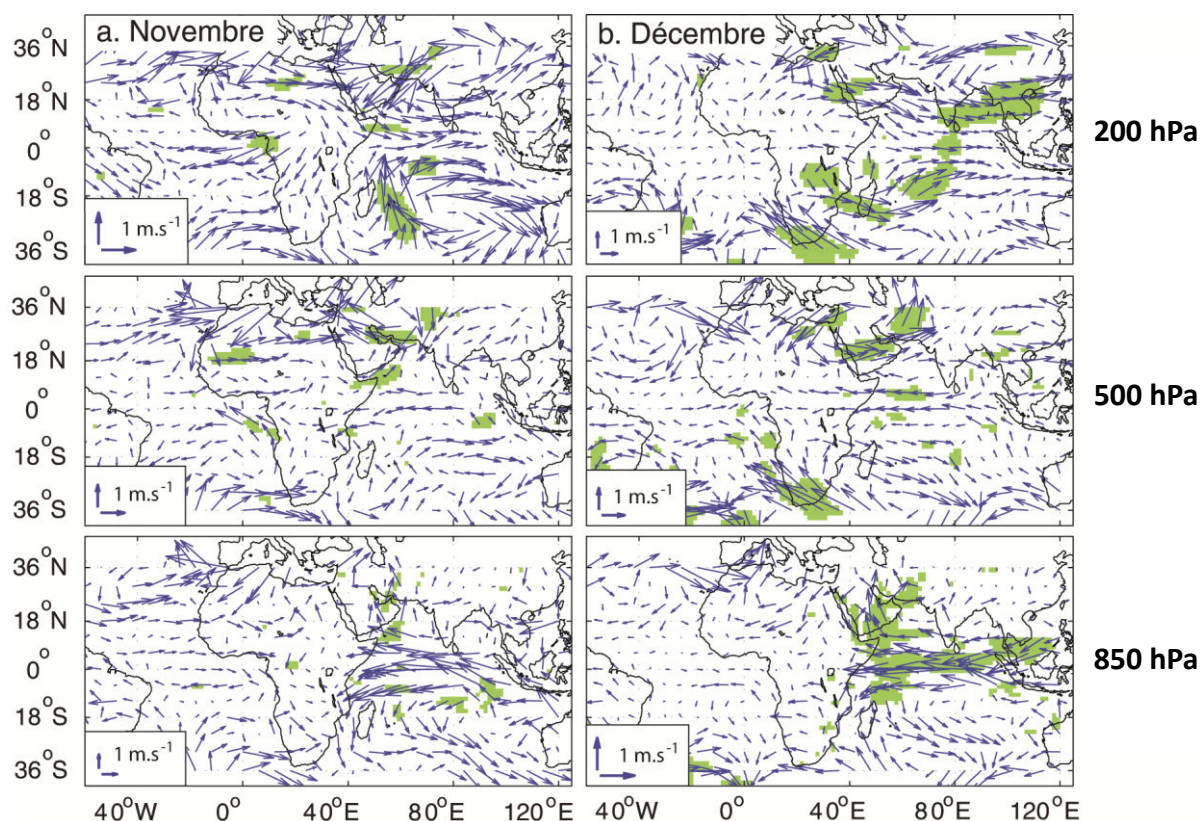 a. Novembre
b. Décembre
36°N
18°N
0°
18°S
36°S
1 m.s⁻¹
1 m.s⁻¹
200 hPa
36°N
18°N
0°
18°S
36°S
1 m.s⁻¹
1 m.s⁻¹
500 hPa
36°N
18°N
0°
18°S
36°S
1 m.s⁻¹
1 m.s⁻¹
850 hPa
40°W 0° 40°E 80°E 120°E 40°W 0° 40°E 80°E 120°E